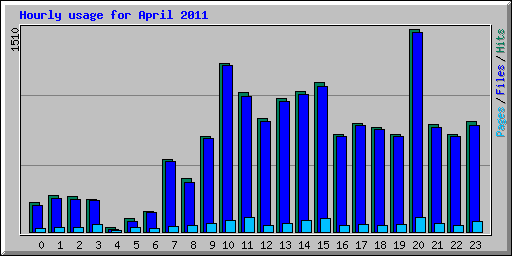 Hourly usage for April 2011
1510
Pages/Files/Hits
0 1 2 3 4 5 6 7 8 9 10 11 12 13 14 15 16 17 18 19 20 21 22 23